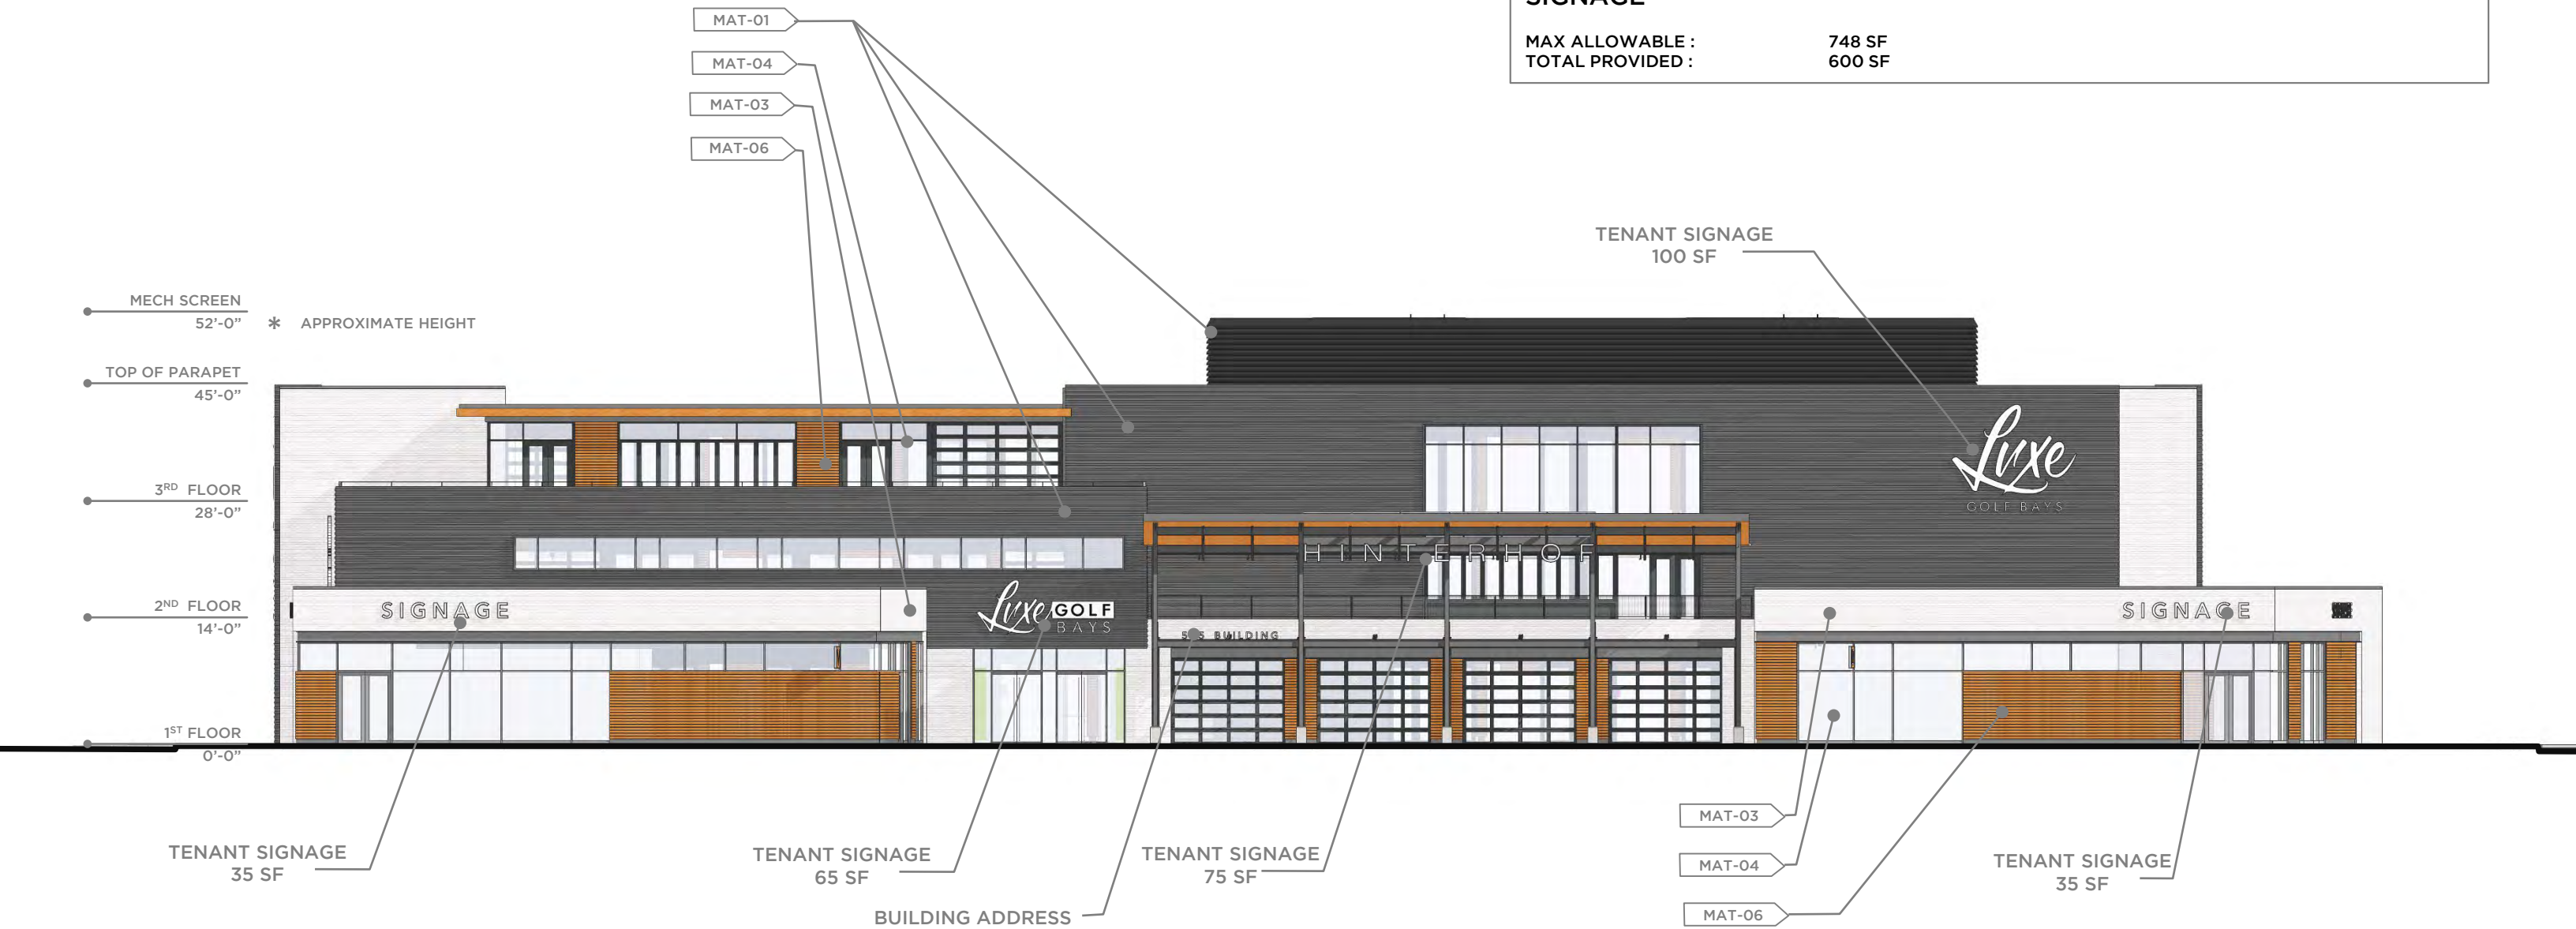 SIGNAGE
MAX ALLOWABLE : 748 SF
TOTAL PROVIDED : 600 SF
MAT-01
MAT-04
MAT-03
MAT-06
TENANT SIGNAGE
100 SF
MECH SCREEN
52'-0" * APPROXIMATE HEIGHT
TOP OF PARAPET
45'-0"
3RD FLOOR
28'-0"
2ND FLOOR
14'-0"
1ST FLOOR
0'-0"
Luxe
GOLF BAYS
HINTERHOF
SIGNAGE
Luxe GOLF
BAYS
BUILDING
SIGNAGE
MAT-03
MAT-04
MAT-06
TENANT SIGNAGE
35 SF
TENANT SIGNAGE
65 SF
TENANT SIGNAGE
75 SF
BUILDING ADDRESS
TENANT SIGNAGE
35 SF